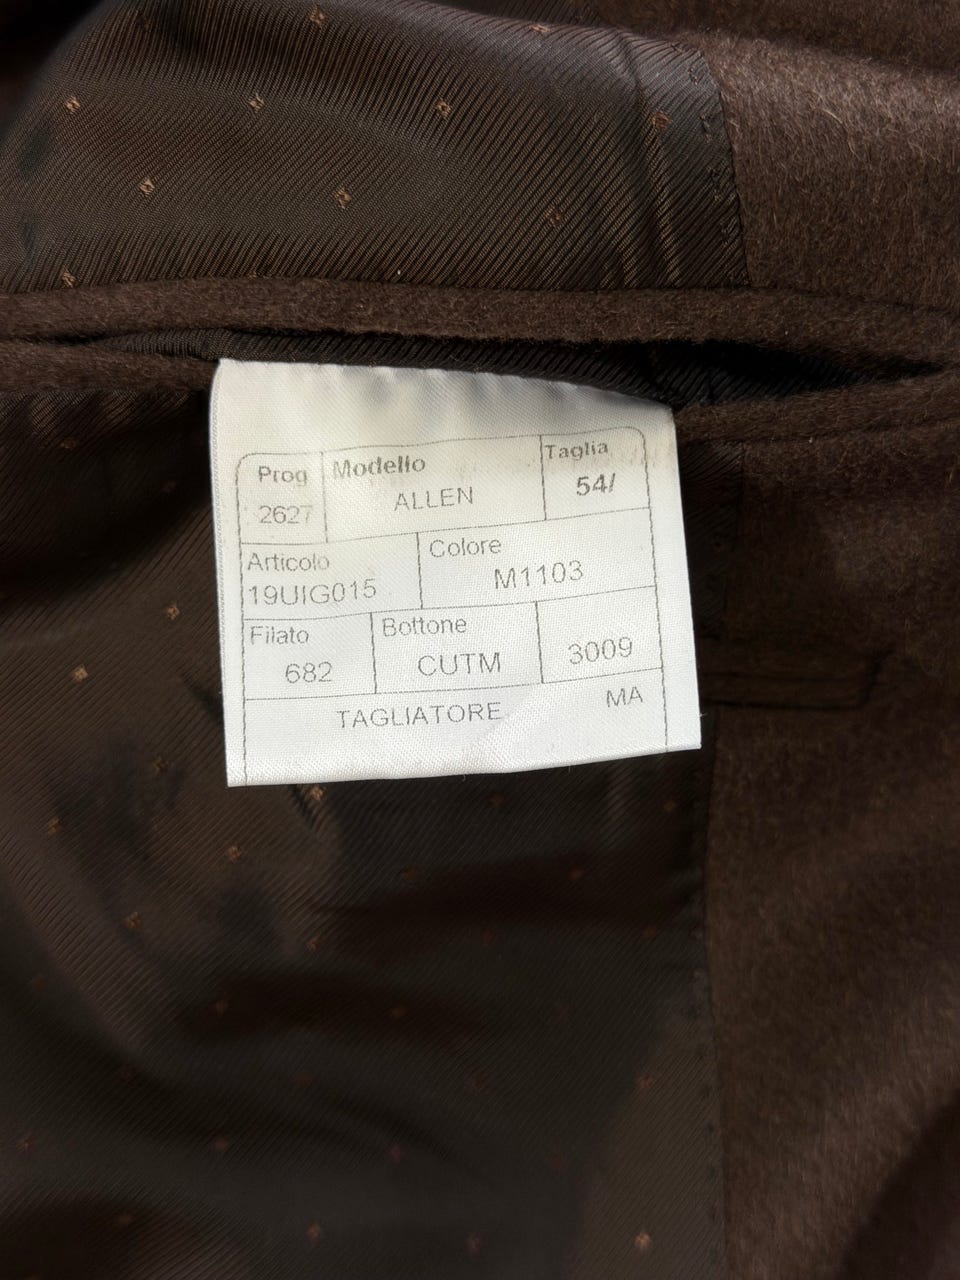 Prog Modello Taglia
2627 ALLEN 54/
Articolo Colore
19UIG015 M1103
Filato Bottone
682 CUTM 3009
TAGLIATORE MA